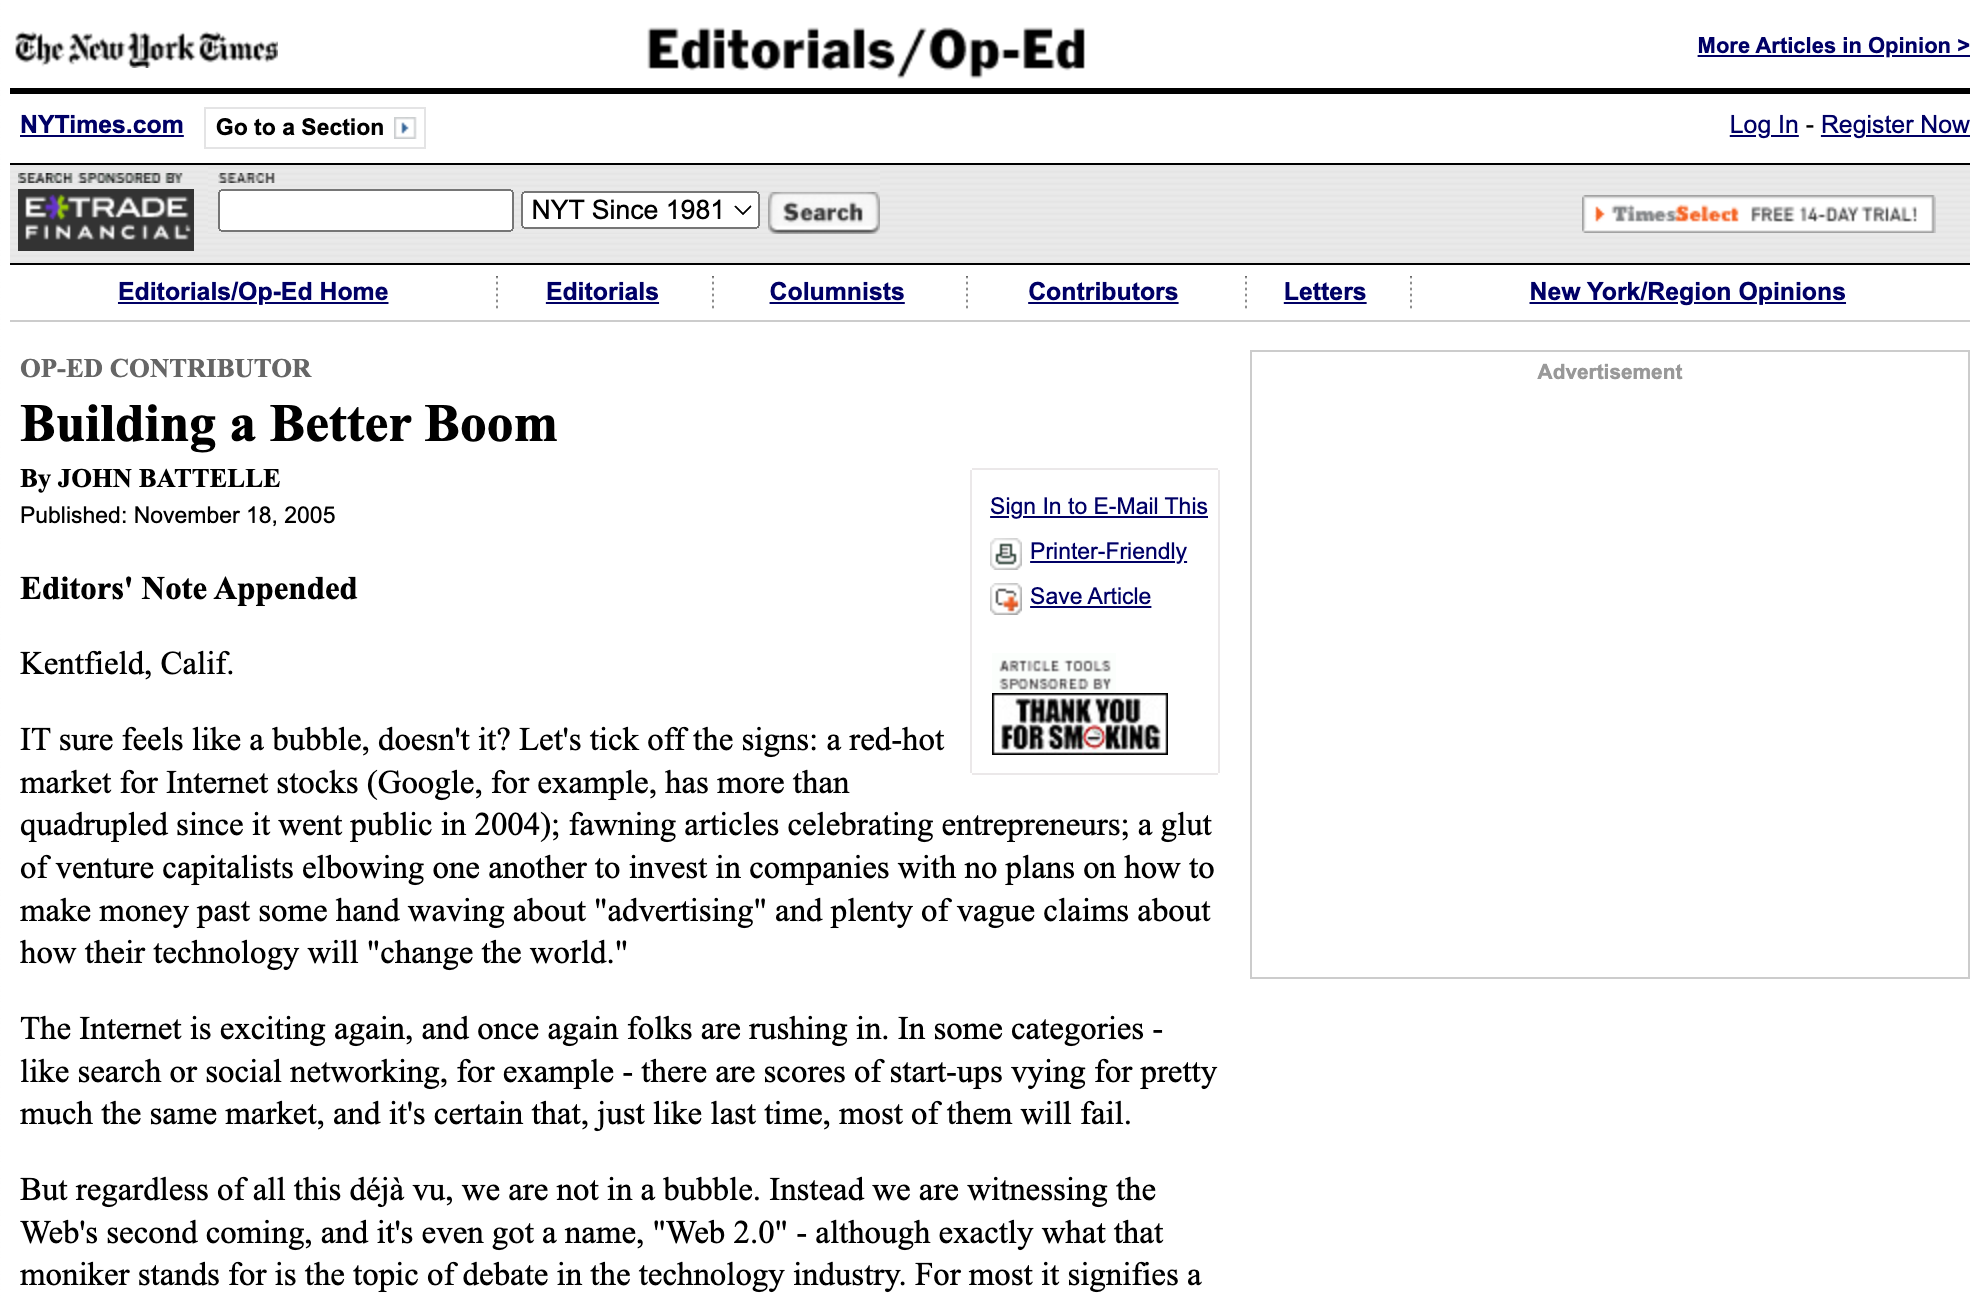 The New York Times
Editorials/Op-Ed
More Articles in Opinion >
NYTimes.com
Go to a Section
Log In - Register Now
SEARCH SPONSORED BY
E*TRADE
FINANCIAL
SEARCH
NYT Since 1981
Search
TimesSelect FREE 14-DAY TRIAL!
Editorials/Op-Ed Home
Editorials
Columnists
Contributors
Letters
New York/Region Opinions
OP-ED CONTRIBUTOR
Building a Better Boom
By JOHN BATTELLE
Published: November 18, 2005
Sign In to E-Mail This
Printer-Friendly
Save Article
ARTICLE TOOLS
SPONSORED BY
THANK YOU
FOR SMOKING
Advertisement
Editors' Note Appended
Kentfield, Calif.
IT sure feels like a bubble, doesn't it? Let's tick off the signs: a red-hot
market for Internet stocks (Google, for example, has more than
quadrupled since it went public in 2004); fawning articles celebrating entrepreneurs; a glut
of venture capitalists elbowing one another to invest in companies with no plans on how to
make money past some hand waving about "advertising" and plenty of vague claims about
how their technology will "change the world."
The Internet is exciting again, and once again folks are rushing in. In some categories -
like search or social networking, for example - there are scores of start-ups vying for pretty
much the same market, and it's certain that, just like last time, most of them will fail.
But regardless of all this déjà vu, we are not in a bubble. Instead we are witnessing the
Web's second coming, and it's even got a name, "Web 2.0" - although exactly what that
moniker stands for is the topic of debate in the technology industry. For most it signifies a